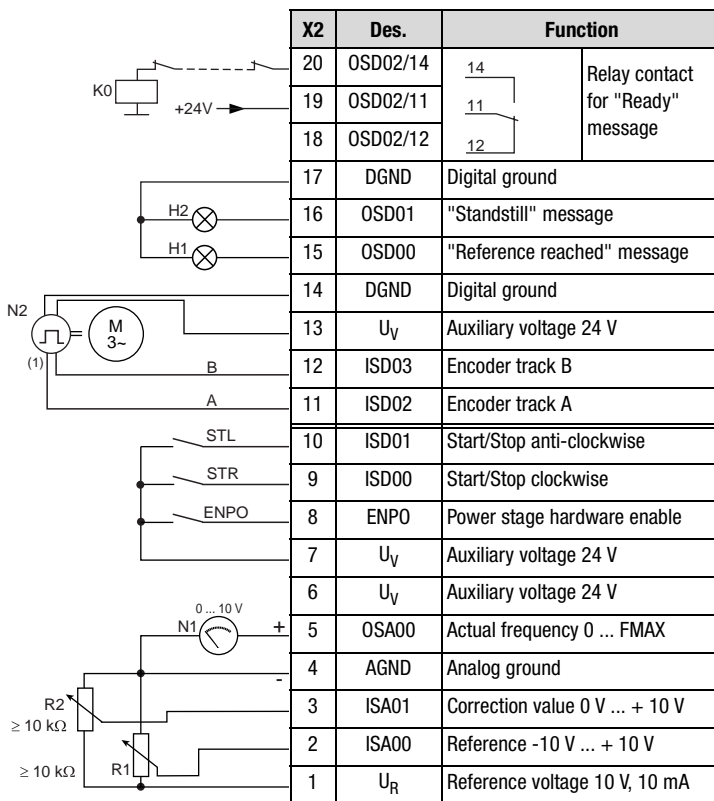 X2 Des. Function
20 OSD02/14
19 OSD02/11
18 OSD02/12
14
11
12
Relay contact
for "Ready"
message
K0
+24V
17 DGND Digital ground
H2 16 OSD01 "Standstill" message
H1 15 OSD00 "Reference reached" message
14 DGND Digital ground
N2
M
3~
(1)
13 UV Auxiliary voltage 24 V
B 12 ISD03 Encoder track B
A 11 ISD02 Encoder track A
STL 10 ISD01 Start/Stop anti-clockwise
STR 9 ISD00 Start/Stop clockwise
ENPO 8 ENPO Power stage hardware enable
7 UV Auxiliary voltage 24 V
6 UV Auxiliary voltage 24 V
0 ... 10 V
N1 + 5 OSA00 Actual frequency 0 ... FMAX
- 4 AGND Analog ground
R2
≥ 10 kΩ
3 ISA01 Correction value 0 V ... + 10 V
2 ISA00 Reference -10 V ... + 10 V
≥ 10 kΩ R1
1 UR Reference voltage 10 V, 10 mA